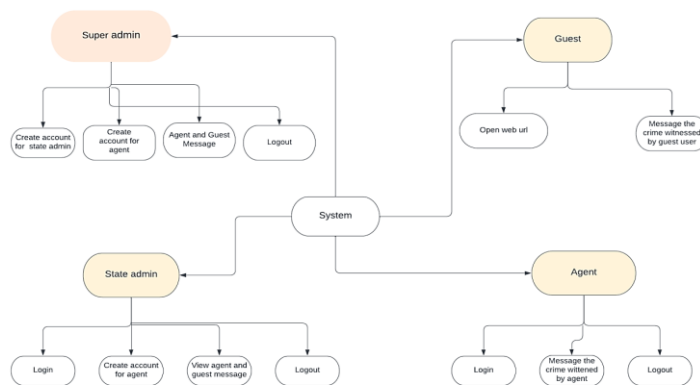 Super admin
Guest
Create account
for state admin
Create
account for
agent
Agent and Guest
Message
Logout
Open web url
Message the
crime witnessed
by guest user
System
State admin
Agent
Login
Create account
for agent
View agent and
guest message
Logout
Login
Message the
crime wittened
by agent
Logout